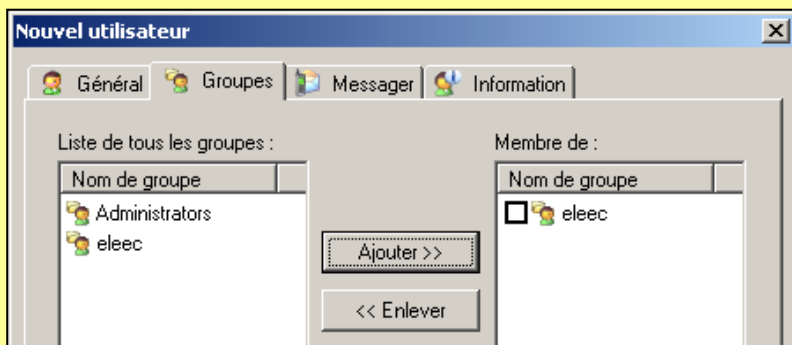 Nouvel utilisateur
Général Groupes Messager Information
Liste de tous les groupes :
Membre de :
Nom de groupe
Nom de groupe
Administrators
eleec
eleec
Ajouter >>
<< Enlever